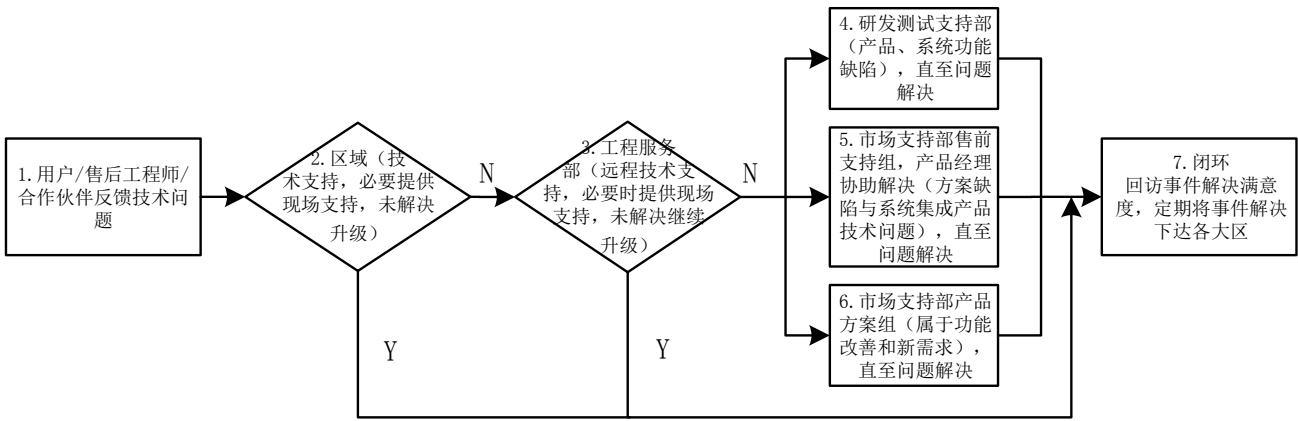 1.用户/售后工程师/
合作伙伴反馈技术问
题
2.区域（技
术支持，必要提供
现场支持，未解决
升级）
N
Y
3.工程服务
部（远程技术支
持，必要时提供现场
支持，未解决继续
升级）
N
Y
4.研发测试支持部
（产品、系统功能
缺陷），直至问题
解决
5.市场支持部售前
支持组，产品经理
协助解决（方案缺
陷与系统集成产品
技术问题），直至
问题解决
6.市场支持部产品
方案组（属于功能
改善和新需求），
直至问题解决
7.闭环
回访事件解决满意
度，定期将事件解决
下达各大区